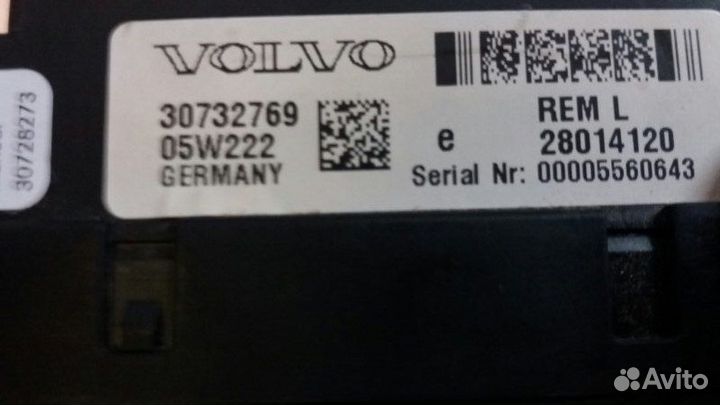 VOLVO
30732769
05W222
GERMANY
REM L
e 28014120
Serial Nr: 00005560643
30728273
Avito